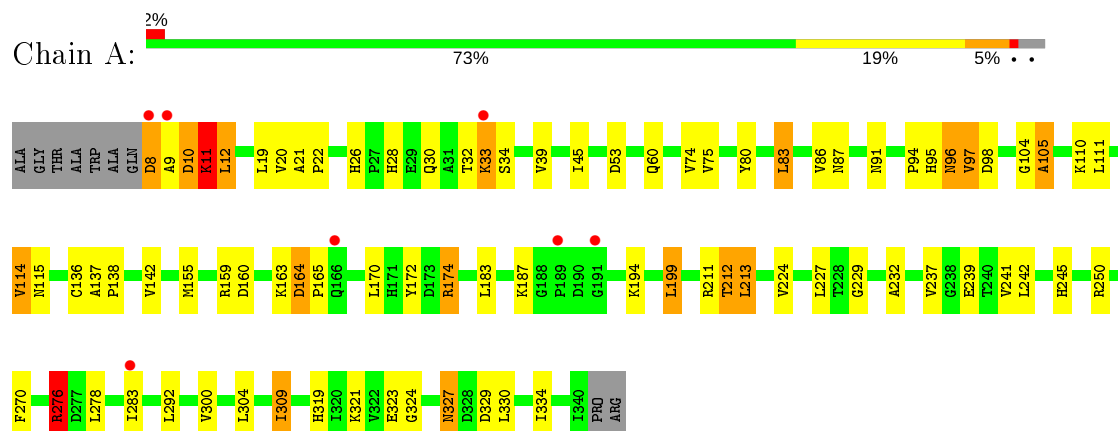 2%
Chain A:
73% 19% 5% • •
ALA GLY THR ALA TRP ALA GLN D8 A9 D10 K11 L12 L19 V20 A21 P22 H26 P27 H28 E29 Q30 A31 T32 K33 S34 V39 I45 D53 Q60 V74 V75 Y80 L83 V86 N87 N91 P94 H95 N96 V97 D98 G104 A105 K110 L111
V114 N115 C136 A137 P138 V142 M155 R159 D160 K163 D164 P165 Q166 L170 H171 Y172 D173 R174 L183 K187 G188 P189 D190 G191 K194 L199 R211 T212 L213 V224 L227 T228 G229 A232 V237 G238 E239 T240 V241 L242 H245 R250
F270 R276 D277 L278 I283 L292 V300 L304 I309 H319 I320 K321 V322 E323 G324 N327 D328 D329 L330 I334 I340 PRO ARG